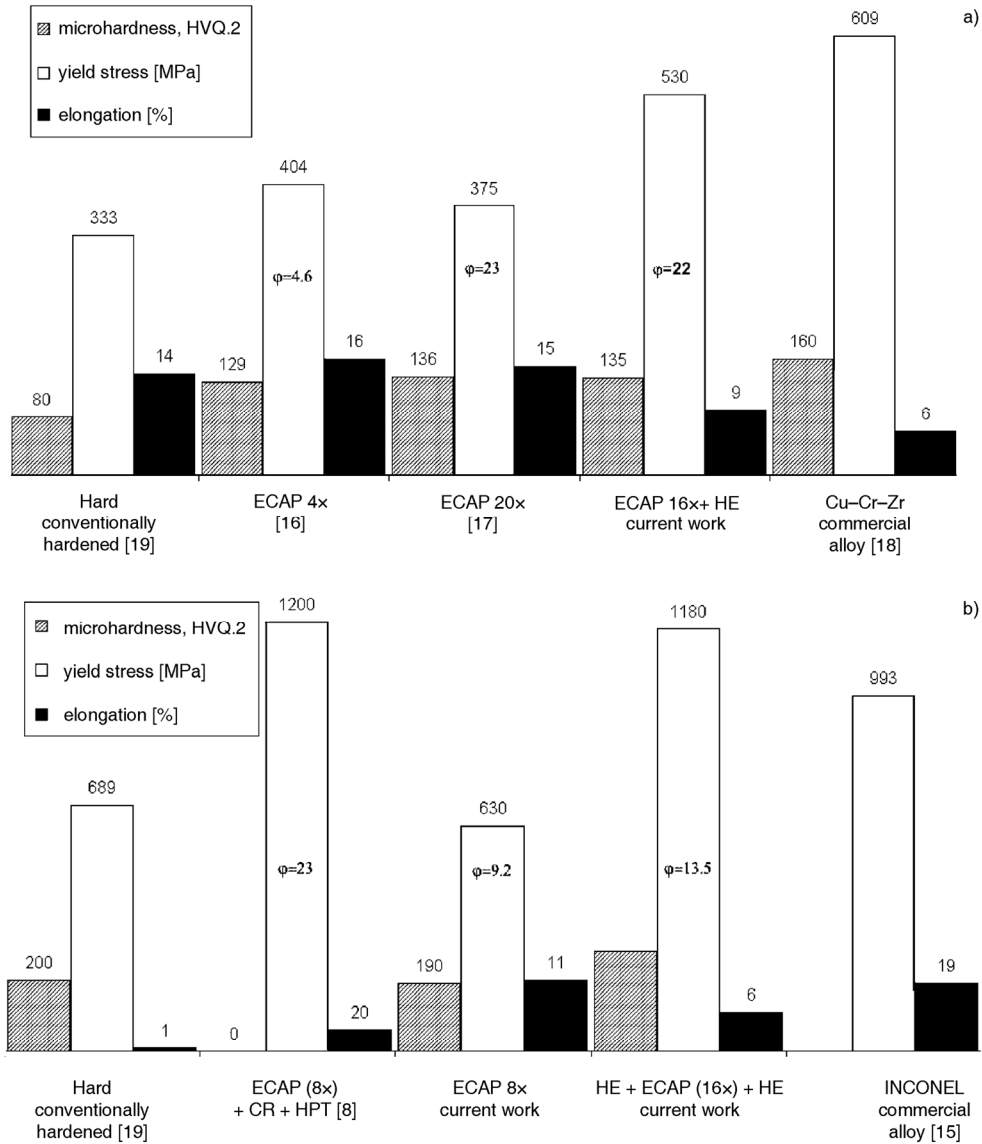 a)
microhardness, HVQ.2
yield stress [MPa]
elongation [%]
609
530
404
375
333
φ=4.6
φ=23
φ=22
160
16
15
14
136
135
129
80
9
6
Hard
conventionally
hardened [19]
ECAP 4×
[16]
ECAP 20×
[17]
ECAP 16×+ HE
current work
Cu–Cr–Zr
commercial
alloy [18]
b)
microhardness, HVQ.2
yield stress [MPa]
elongation [%]
1200
1180
993
689
630
φ=23
φ=9.2
φ=13.5
200
190
11
19
20
6
1
0
Hard
conventionally
hardened [19]
ECAP (8×)
+ CR + HPT [8]
ECAP 8×
current work
HE + ECAP (16×) + HE
current work
INCONEL
commercial
alloy [15]